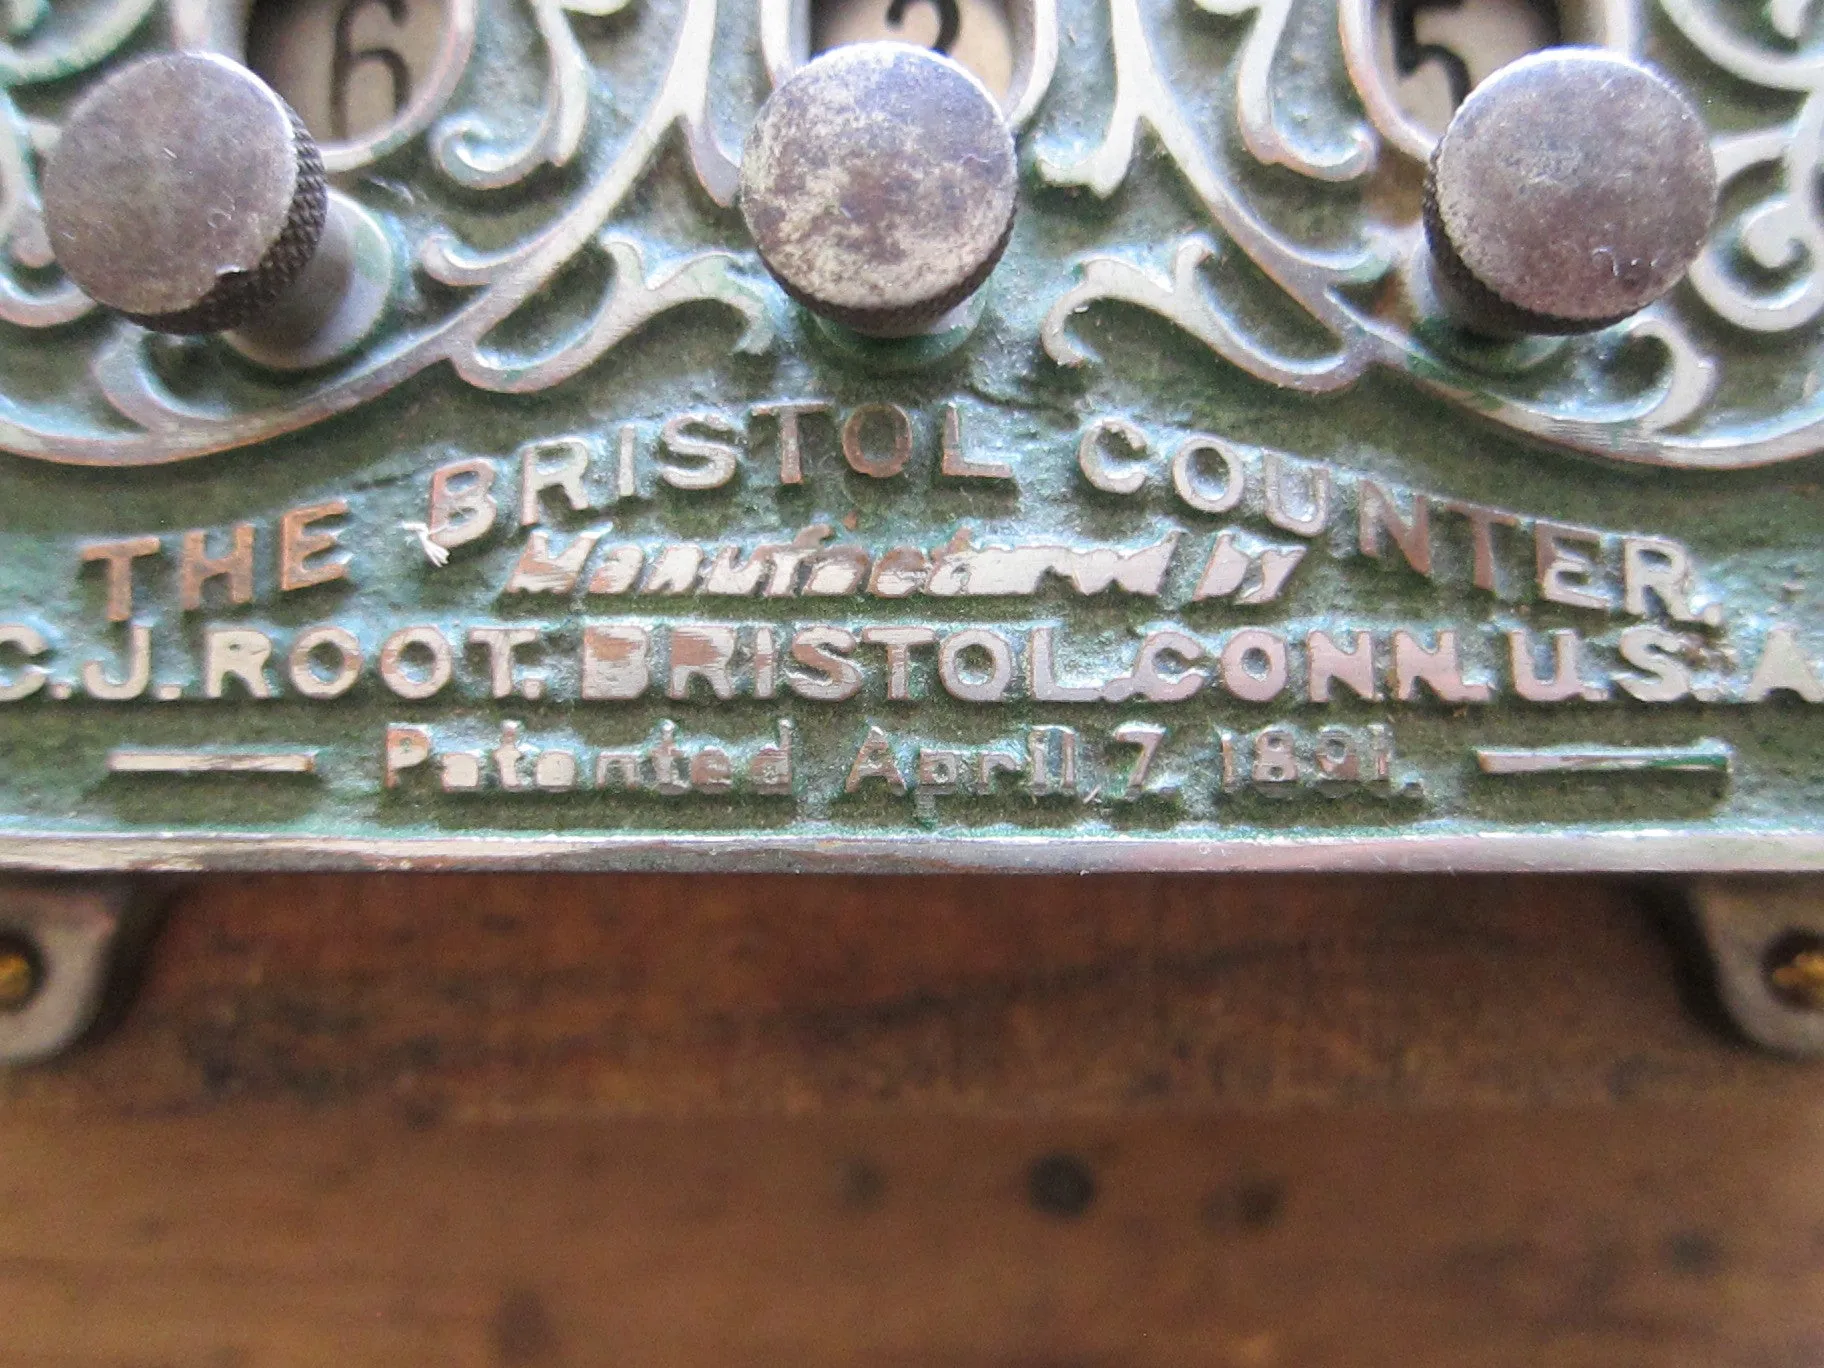 6 2 5
THE BRISTOL COUNTER.
Manufactured by
C.J. ROOT. BRISTOL. CONN. U.S.A.
Patented April 7. 1891.